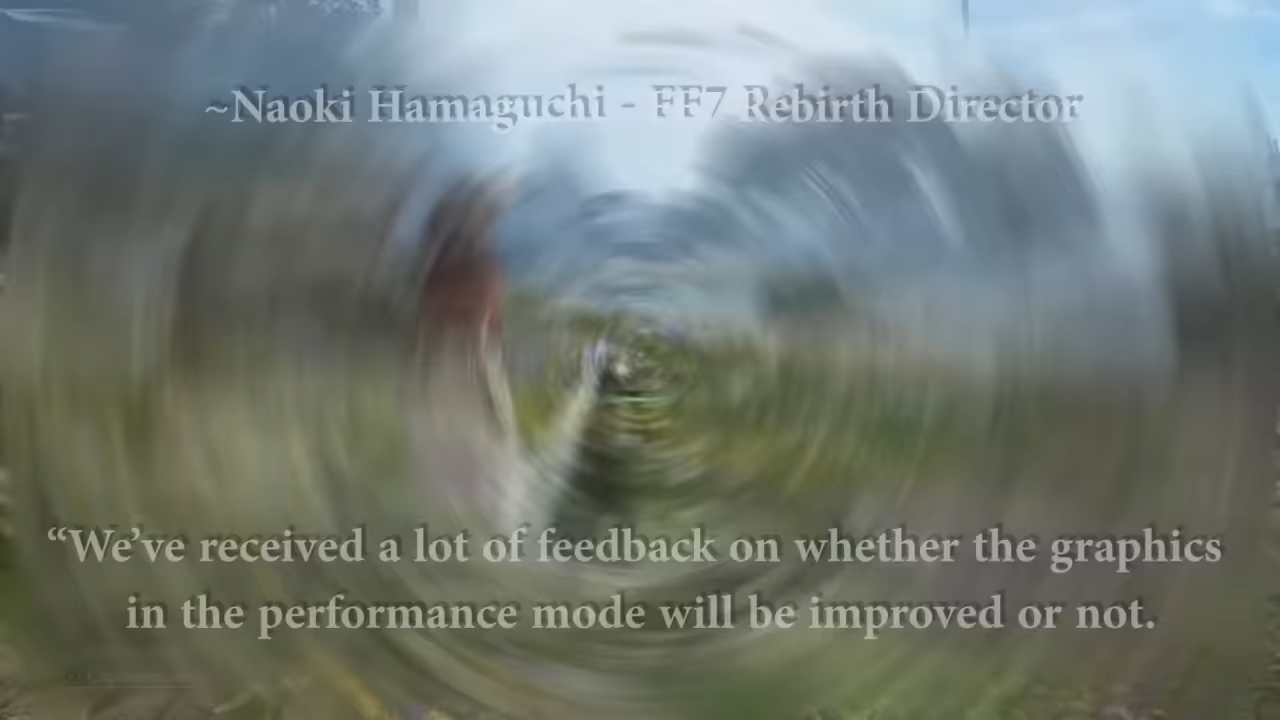 ~Naoki Hamaguchi - FF7 Rebirth Director
“We’ve received a lot of feedback on whether the graphics
in the performance mode will be improved or not.